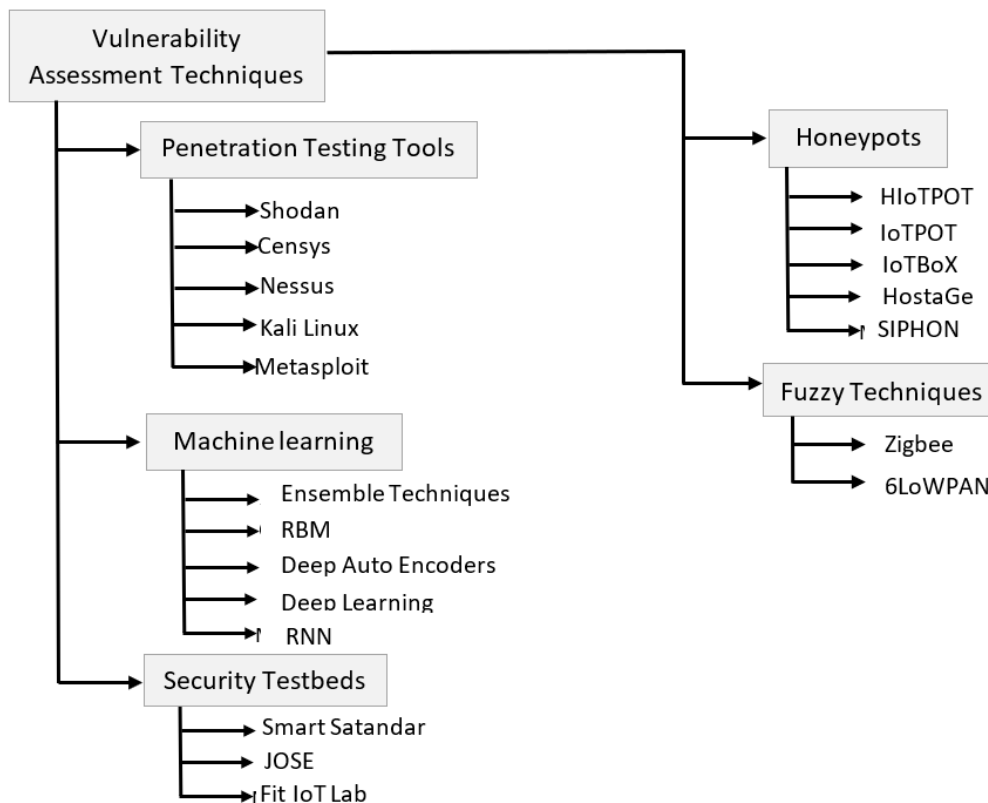 Vulnerability
Assessment Techniques
Penetration Testing Tools
Shodan
Censys
Nessus
Kali Linux
Metasploit
Machine learning
Ensemble Techniques
RBM
Deep Auto Encoders
Deep Learning
RNN
Security Testbeds
Smart Satandar
JOSE
Fit IoT Lab
Honeypots
HIoTPOT
IoTPOT
IoTBoX
HostaGe
SIPHON
Fuzzy Techniques
Zigbee
6LoWPAN